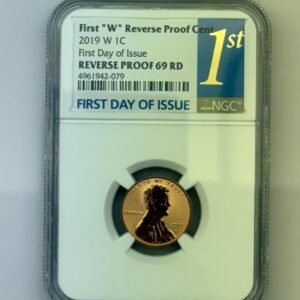 First "W" Reverse Proof Cent
2019 W 1C
First Day of Issue
REVERSE PROOF 69 RD
4961942-079
1st
FIRST DAY OF ISSUE
NGC